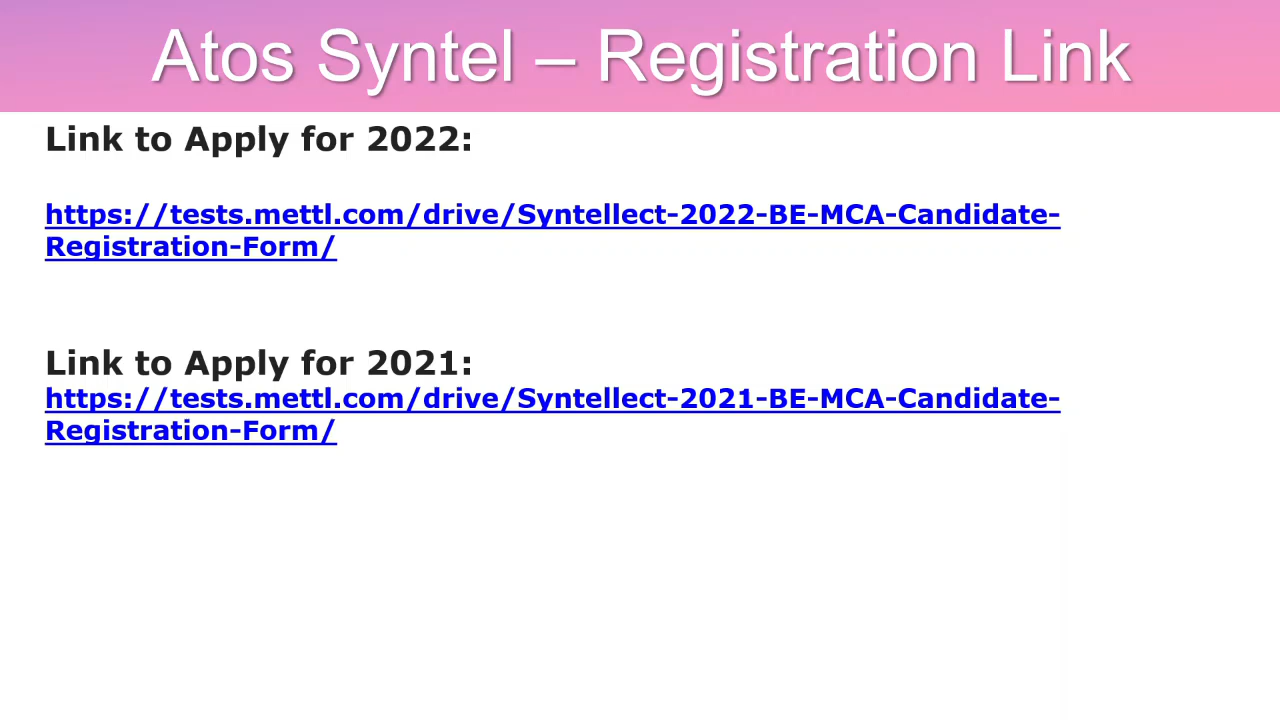 Atos Syntel – Registration Link
Link to Apply for 2022:
https://tests.mettl.com/drive/Syntellect-2022-BE-MCA-Candidate-
Registration-Form/
Link to Apply for 2021:
https://tests.mettl.com/drive/Syntellect-2021-BE-MCA-Candidate-
Registration-Form/